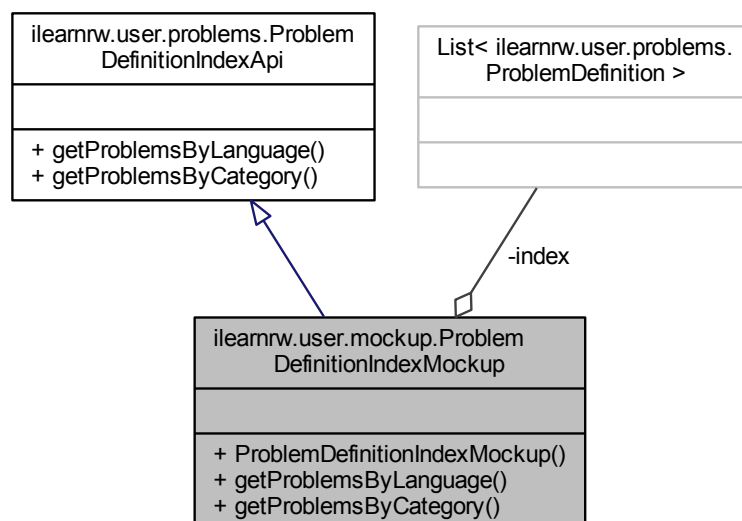 ilearnrw.user.problems.Problem
DefinitionIndexApi
+ getProblemsByLanguage()
+ getProblemsByCategory()
List< ilearnrw.user.problems.
ProblemDefinition >
-index
ilearnrw.user.mockup.Problem
DefinitionIndexMockup
+ ProblemDefinitionIndexMockup()
+ getProblemsByLanguage()
+ getProblemsByCategory()